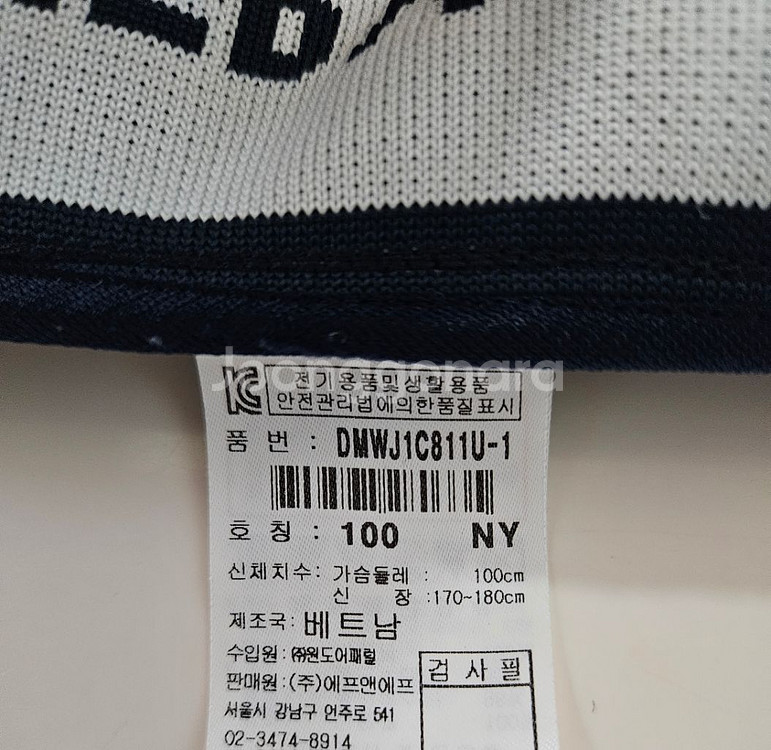 Joongonara
KC 전기용품및생활용품
안전관리법에의한품질표시
품 번 : DMWJ1C811U-1
호 칭 : 100 NY
신체치수: 가슴둘레 : 100cm
신 장 :170~180cm
제조국: 베트남
수입원 : ㈜윈도어패럴
판매원 : (주)에프앤에프
서울시 강남구 언주로 541
02-3474-8914
검 사 필